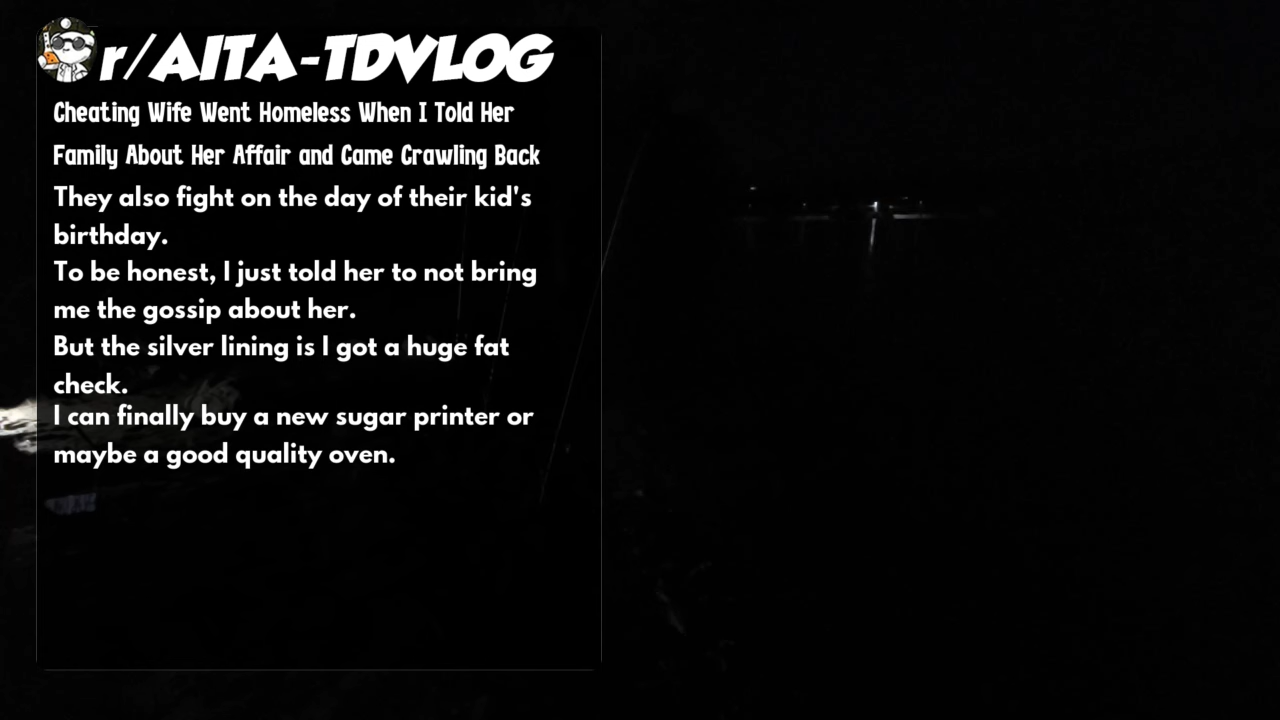 r/AITA-TDVLOG
Cheating Wife Went Homeless When I Told Her
Family About Her Affair and Came Crawling Back
They also fight on the day of their kid's
birthday.
To be honest, I just told her to not bring
me the gossip about her.
But the silver lining is I got a huge fat
check.
I can finally buy a new sugar printer or
maybe a good quality oven.